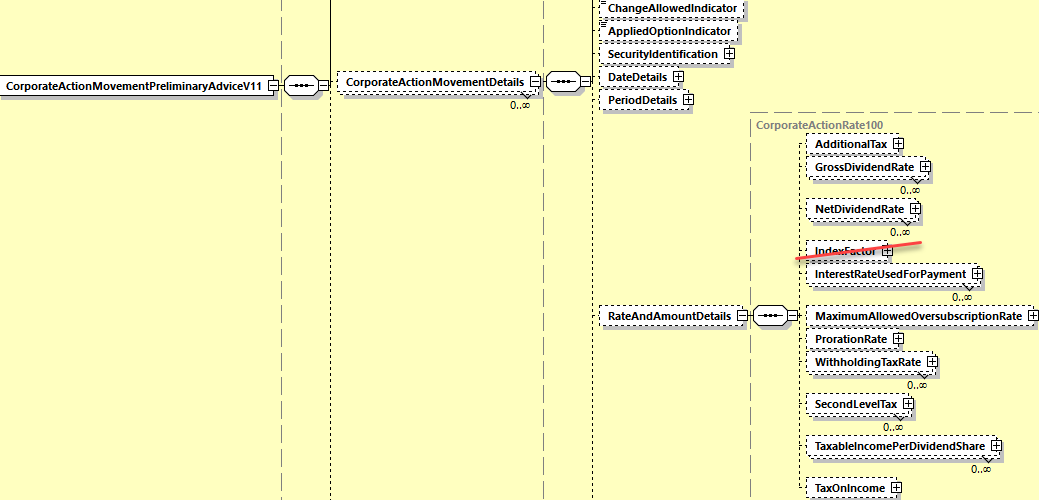 ChangeAllowedIndicator
AppliedOptionIndicator
SecurityIdentification
DateDetails
PeriodDetails
CorporateActionMovementPreliminaryAdviceV11
CorporateActionMovementDetails
0..∞
CorporateActionRate100
AdditionalTax
GrossDividendRate
0..∞
NetDividendRate
0..∞
IndexFactor
InterestRateUsedForPayment
0..∞
RateAndAmountDetails
MaximumAllowedOversubscriptionRate
ProrationRate
WithholdingTaxRate
0..∞
SecondLevelTax
0..∞
TaxableIncomePerDividendShare
0..∞
TaxOnIncome